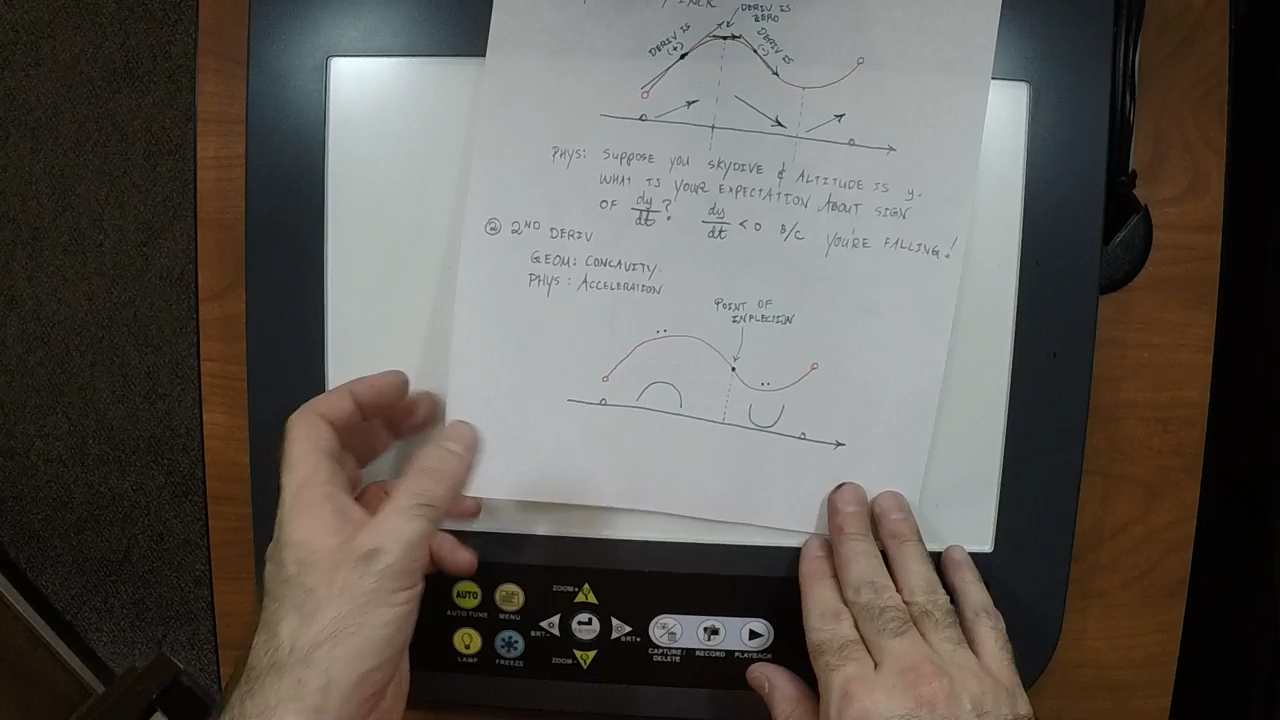 DERIV IS
ZERO
DERIV IS
(+)
DERIV IS
(-)
PHYS: SUPPOSE YOU SKYDIVE & ALTITUDE IS y.
WHAT IS YOUR EXPECTATION ABOUT SIGN
OF dy/dt? dy/dt < 0 B/C YOU'RE FALLING!
② 2ND DERIV
GEOM: CONCAVITY
PHYS: ACCELERATION
POINT OF
INFLECTION
AUTO
AUTO TUNE
MENU
ZOOM+
BRT-
ENTER
BRT+
LAMP
FREEZE
ZOOM-
CAPTURE/
DELETE
RECORD
PLAYBACK